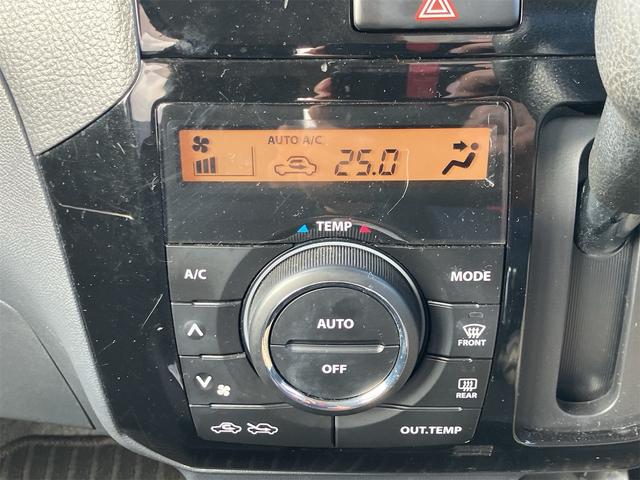 AUTO A/C
25.0
TEMP
A/C
MODE
AUTO
OFF
FRONT
REAR
OUT.TEMP